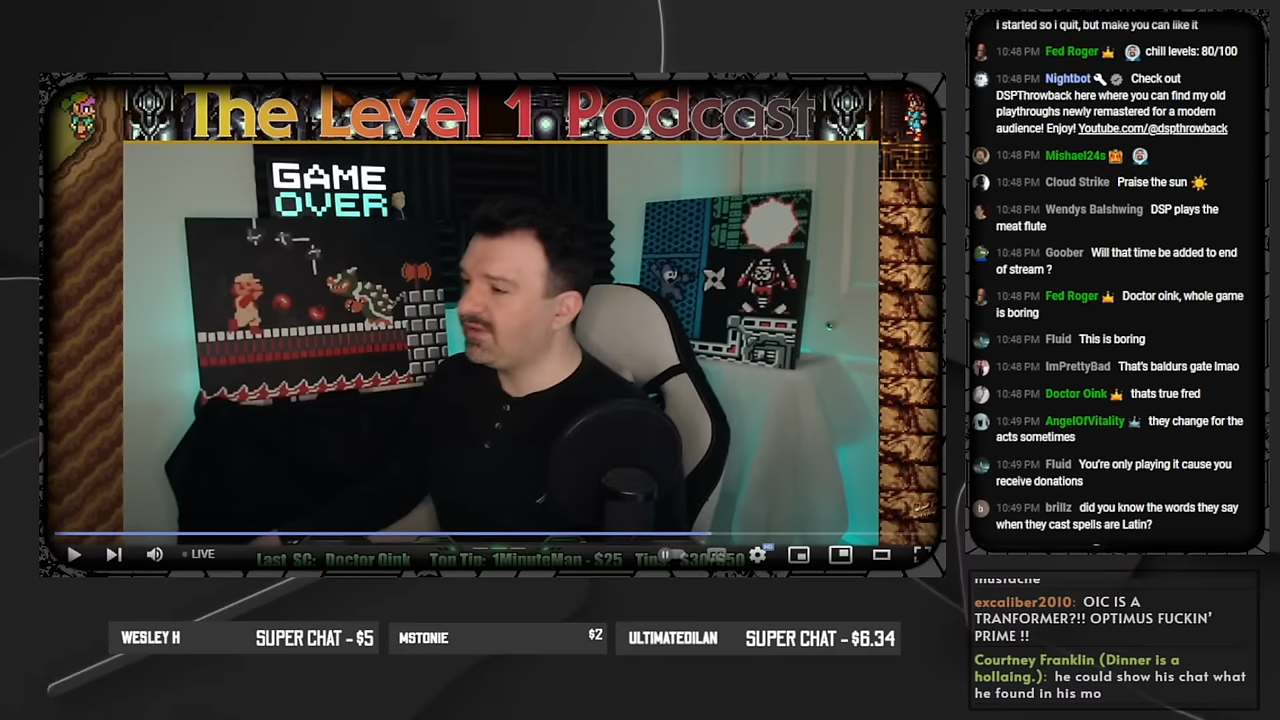 The Level 1 Podcast
GAME
OVER
LIVE
Last SC: Doctor Oink Top Tip: 1MinuteMan - $25
WESLEY H SUPER CHAT - $5
MSTONIE $2
ULTIMATEDILAN SUPER CHAT - $6.34
i started so i quit, but make you can like it
10:48 PM Fed Roger chill levels: 80/100
10:48 PM Nightbot Check out
DSPThrowback here where you can find my old
playthroughs newly remastered for a modern
audience! Enjoy! Youtube.com/@dspthrowback
10:48 PM Mishael24s
10:48 PM Cloud Strike Praise the sun
10:48 PM Wendys Balshwing DSP plays the
meat flute
10:48 PM Goober Will that time be added to end
of stream ?
10:48 PM Fed Roger Doctor oink, whole game
is boring
10:48 PM Fluid This is boring
10:48 PM ImPrettyBad That's baldurs gate lmao
10:48 PM Doctor Oink thats true fred
10:49 PM AngelOfVitality they change for the
acts sometimes
10:49 PM Fluid You're only playing it cause you
receive donations
b 10:49 PM brillz did you know the words they say
when they cast spells are Latin?
mustache
excaliber2010: OIC IS A
TRANFORMER?!! OPTIMUS FUCKIN'
PRIME !!
Courtney Franklin (Dinner is a
hollaing.): he could show his chat what
he found in his mo